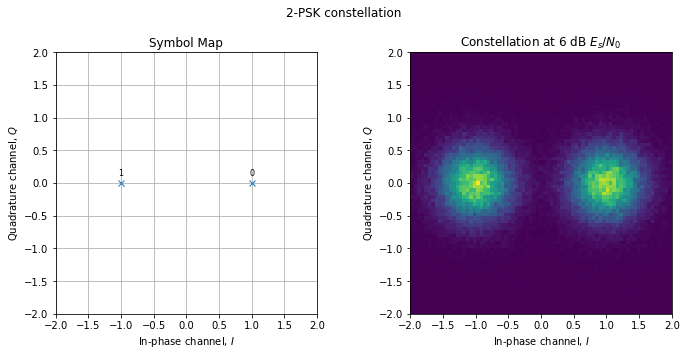 2-PSK constellation
Symbol Map
2.0
1.5
1.0
0.5
0.0
−0.5
−1.0
−1.5
−2.0
Quadrature channel, Q
1
0
−2.0 −1.5 −1.0 −0.5 0.0 0.5 1.0 1.5 2.0
In-phase channel, I
Constellation at 6 dB E_s/N_0
2.0
1.5
1.0
0.5
0.0
−0.5
−1.0
−1.5
−2.0
Quadrature channel, Q
−2.0 −1.5 −1.0 −0.5 0.0 0.5 1.0 1.5 2.0
In-phase channel, I